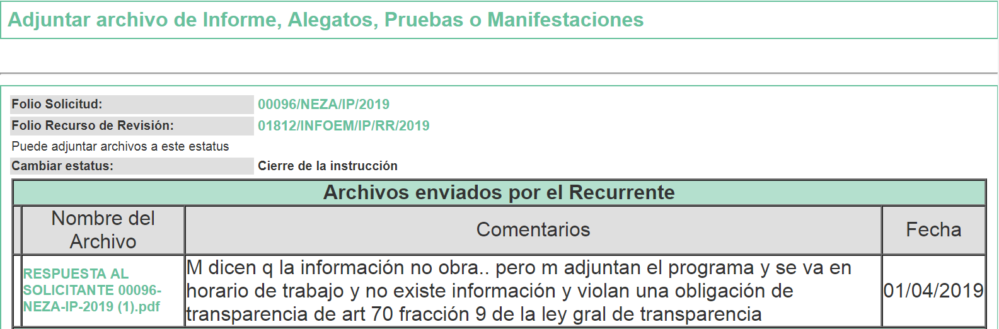 Adjuntar archivo de Informe, Alegatos, Pruebas o Manifestaciones
Folio Solicitud: 00096/NEZA/IP/2019
Folio Recurso de Revisión: 01812/INFOEM/IP/RR/2019
Puede adjuntar archivos a este estatus
Cambiar estatus: Cierre de la instrucción
Archivos enviados por el Recurrente
Nombre del
Archivo
Comentarios
Fecha
RESPUESTA AL
SOLICITANTE 00096-
NEZA-IP-2019 (1).pdf
M dicen q la información no obra.. pero m adjuntan el programa y se va en
horario de trabajo y no existe información y violan una obligación de
transparencia de art 70 fracción 9 de la ley gral de transparencia
01/04/2019